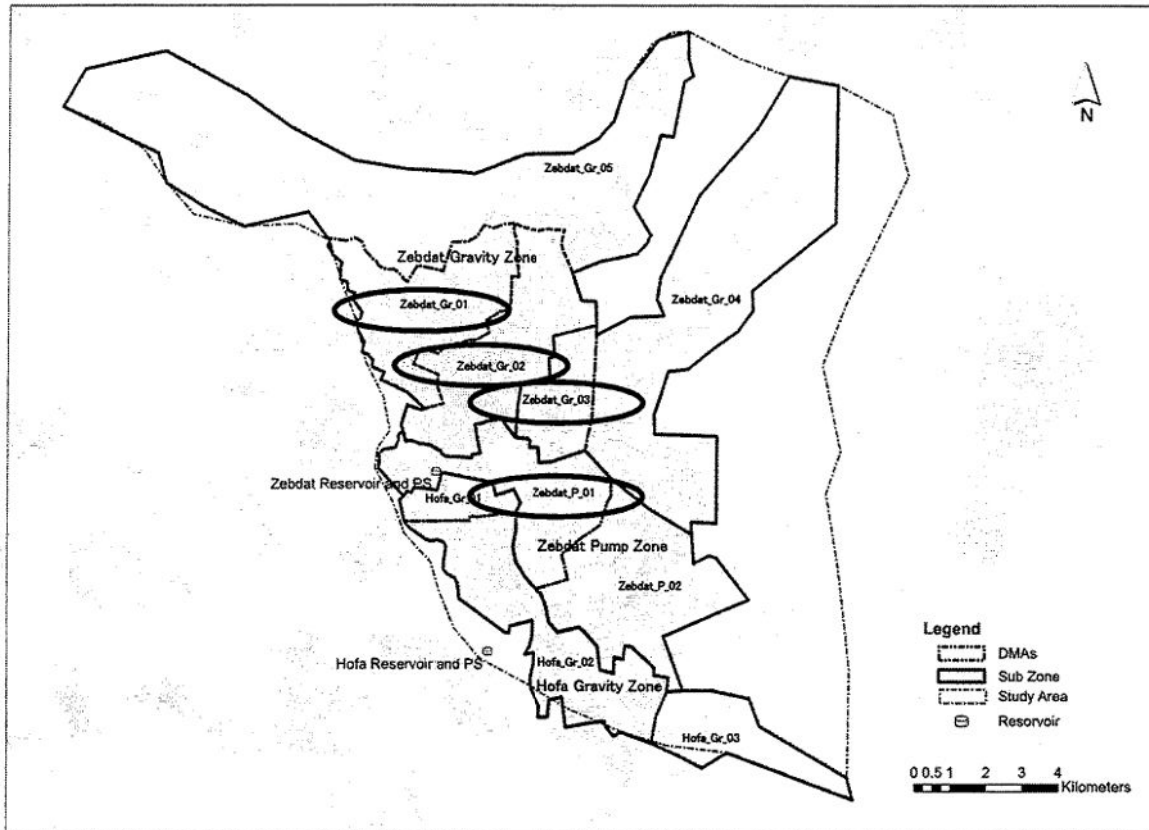 N
Zebdat_Gr_05
Zebdat Gravity Zone
Zebdat_Gr_01
Zebdat_Gr_04
Zebdat_Gr_02
Zebdat_Gr_03
Zebdat Reservoir and PS
Hofa_Gr_01
Zebdat_P_01
Zebdat Pump Zone
Zebdat_P_02
Hofa Reservoir and PS
Hofa_Gr_02
Hofa Gravity Zone
Hofa_Gr_03
Legend
DMAs
Sub Zone
Study Area
Resorvoir
0 0.5 1 2 3 4
Kilometers